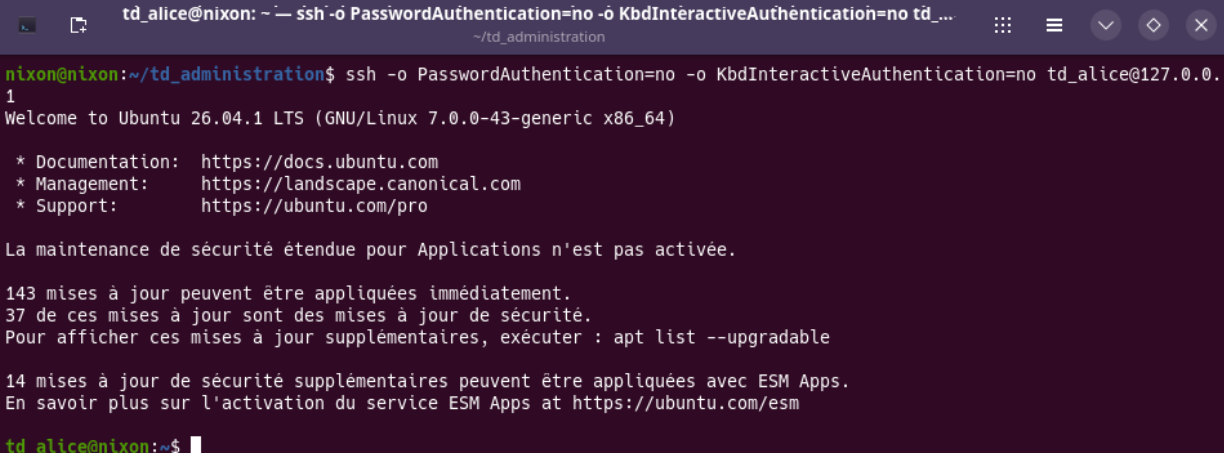 td_alice@nixon: ~ — ssh -o PasswordAuthentication=no -o KbdInteractiveAuthentication=no td_...
~/td_administration
nixon@nixon:~/td_administration$ ssh -o PasswordAuthentication=no -o KbdInteractiveAuthentication=no td_alice@127.0.0.
1
Welcome to Ubuntu 26.04.1 LTS (GNU/Linux 7.0.0-43-generic x86_64)
* Documentation:  https://docs.ubuntu.com
* Management:     https://landscape.canonical.com
* Support:        https://ubuntu.com/pro
La maintenance de sécurité étendue pour Applications n'est pas activée.
143 mises à jour peuvent être appliquées immédiatement.
37 de ces mises à jour sont des mises à jour de sécurité.
Pour afficher ces mises à jour supplémentaires, exécuter : apt list --upgradable
14 mises à jour de sécurité supplémentaires peuvent être appliquées avec ESM Apps.
En savoir plus sur l'activation du service ESM Apps at https://ubuntu.com/esm
td_alice@nixon:~$